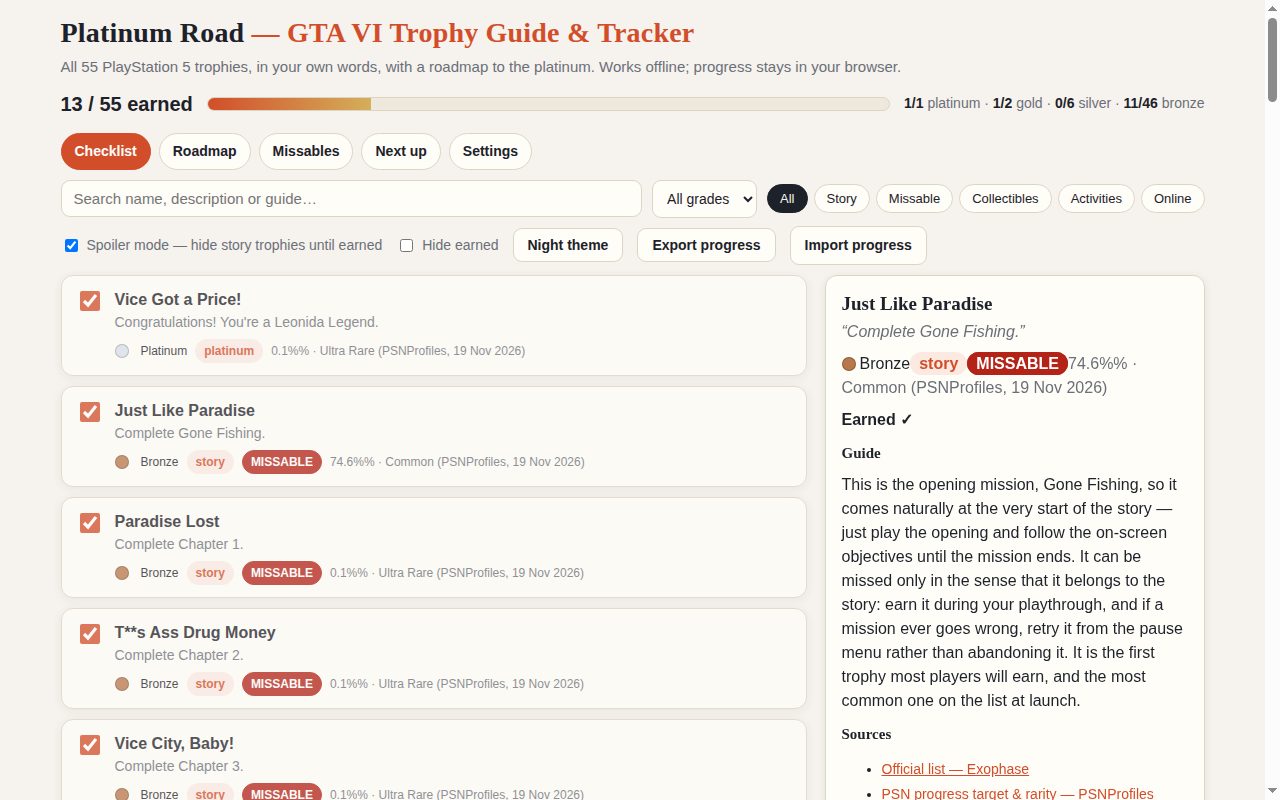 Platinum Road — GTA VI Trophy Guide & Tracker
All 55 PlayStation 5 trophies, in your own words, with a roadmap to the platinum. Works offline; progress stays in your browser.
13 / 55 earned
1/1 platinum · 1/2 gold · 0/6 silver · 11/46 bronze
Checklist Roadmap Missables Next up Settings
Search name, description or guide…
All grades
All Story Missable Collectibles Activities Online
Spoiler mode — hide story trophies until earned Hide earned Night theme Export progress Import progress
Vice Got a Price!
Congratulations! You're a Leonida Legend.
Platinum platinum 0.1%% · Ultra Rare (PSNProfiles, 19 Nov 2026)
Just Like Paradise
Complete Gone Fishing.
Bronze story MISSABLE 74.6%% · Common (PSNProfiles, 19 Nov 2026)
Paradise Lost
Complete Chapter 1.
Bronze story MISSABLE 0.1%% · Ultra Rare (PSNProfiles, 19 Nov 2026)
T**s Ass Drug Money
Complete Chapter 2.
Bronze story MISSABLE 0.1%% · Ultra Rare (PSNProfiles, 19 Nov 2026)
Vice City, Baby!
Complete Chapter 3.
Bronze story MISSABLE 0.1%% · Ultra Rare (PSNProfiles, 19 Nov 2026)
Just Like Paradise
“Complete Gone Fishing.”
Bronze story MISSABLE 74.6%% ·
Common (PSNProfiles, 19 Nov 2026)
Earned ✓
Guide
This is the opening mission, Gone Fishing, so it
comes naturally at the very start of the story —
just play the opening and follow the on-screen
objectives until the mission ends. It can be
missed only in the sense that it belongs to the
story: earn it during your playthrough, and if a
mission ever goes wrong, retry it from the pause
menu rather than abandoning it. It is the first
trophy most players will earn, and the most
common one on the list at launch.
Sources
Official list — Exophase
PSN progress target & rarity — PSNProfiles